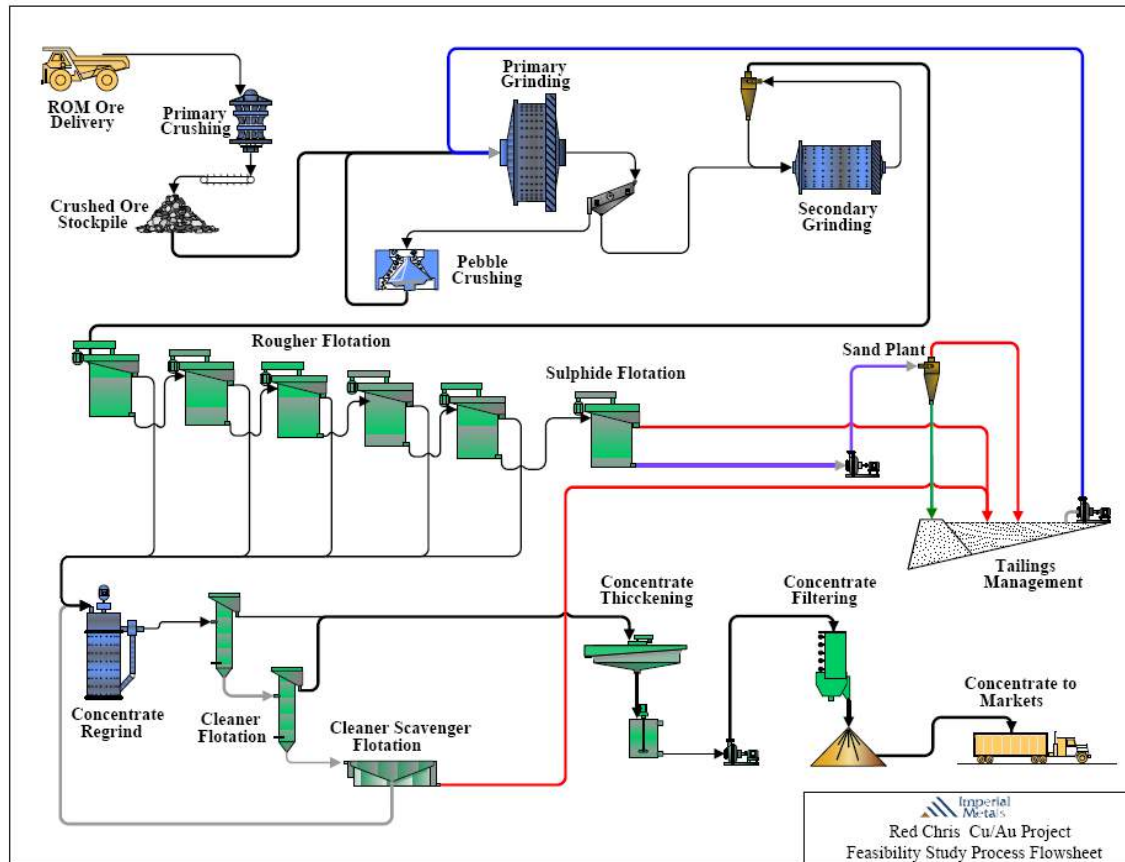 ROM Ore
Delivery
Primary
Crushing
Crushed Ore
Stockpile
Primary
Grinding
Pebble
Crushing
Secondary
Grinding
Rougher Flotation
Sulphide Flotation
Sand Plant
Tailings
Management
Concentrate
Regrind
Cleaner
Flotation
Cleaner Scavenger
Flotation
Concentrate
Thicckening
Concentrate
Filtering
Concentrate to
Markets
Imperial
Metals
Red Chris Cu/Au Project
Feasibility Study Process Flowsheet